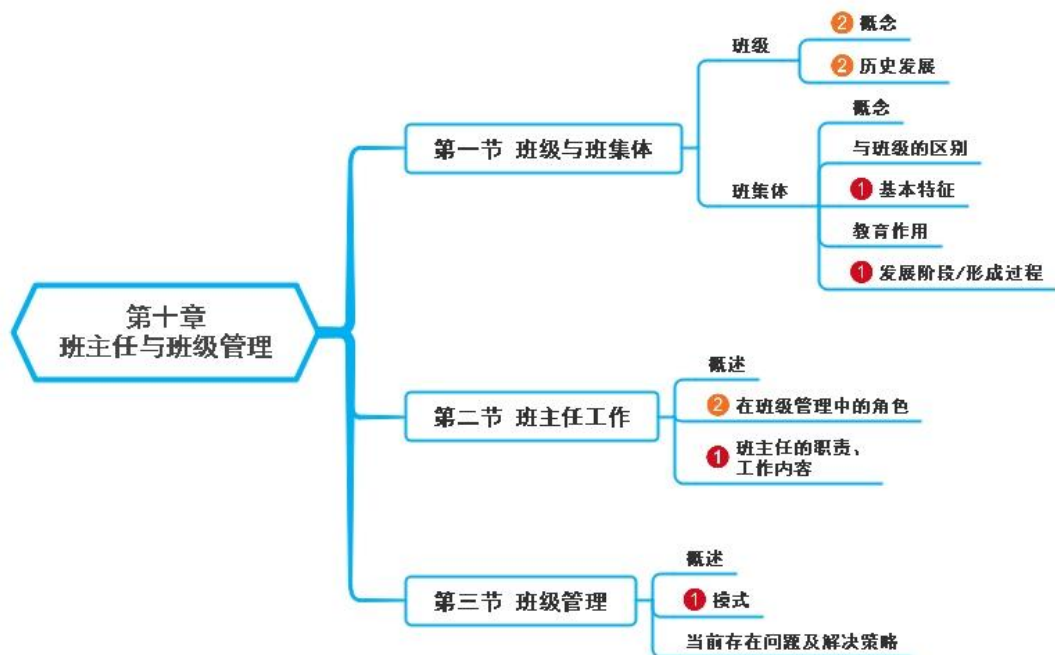 第十章
班主任与班级管理
第一节 班级与班集体
班级
2 概念
2 历史发展
班集体
概念
与班级的区别
1 基本特征
教育作用
1 发展阶段/形成过程
第二节 班主任工作
概述
2 在班级管理中的角色
1 班主任的职责、
工作内容
第三节 班级管理
概述
1 模式
当前存在问题及解决策略